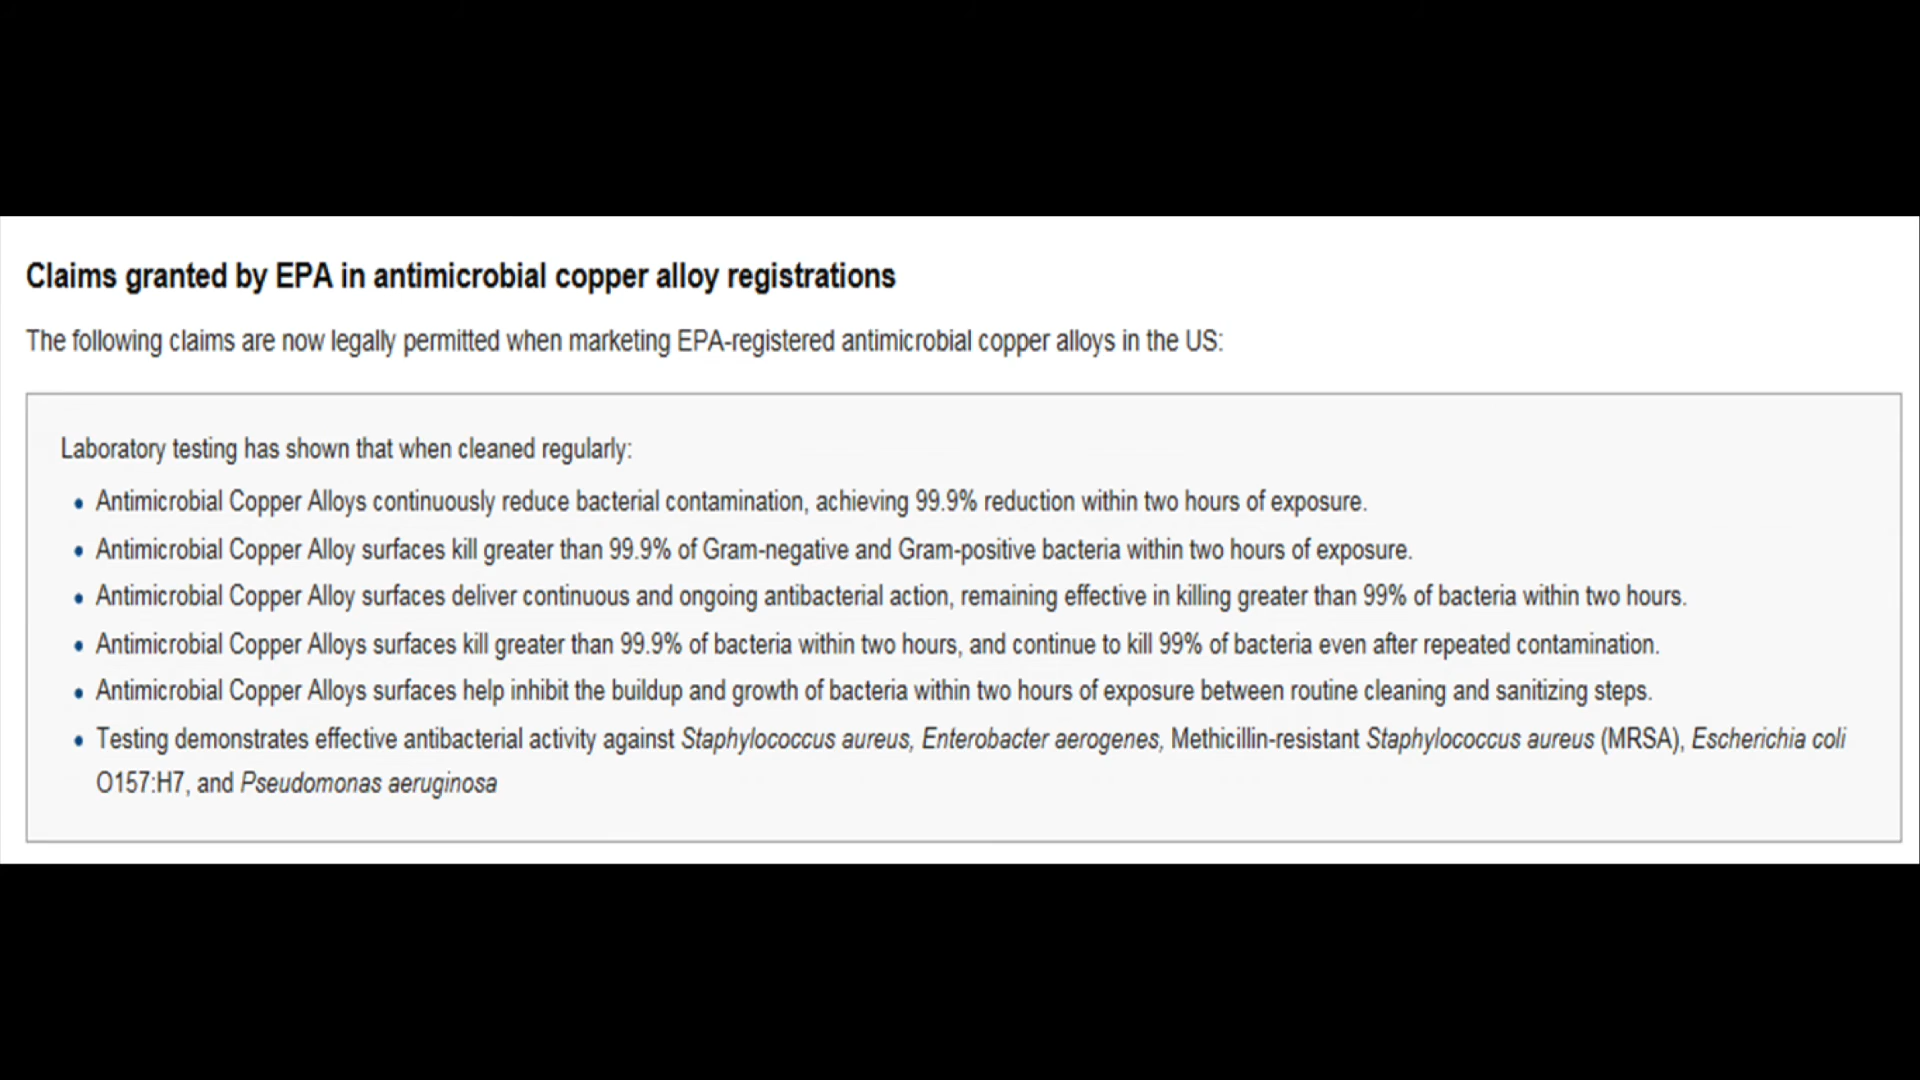 Claims granted by EPA in antimicrobial copper alloy registrations
The following claims are now legally permitted when marketing EPA-registered antimicrobial copper alloys in the US:
Laboratory testing has shown that when cleaned regularly:
• Antimicrobial Copper Alloys continuously reduce bacterial contamination, achieving 99.9% reduction within two hours of exposure.
• Antimicrobial Copper Alloy surfaces kill greater than 99.9% of Gram-negative and Gram-positive bacteria within two hours of exposure.
• Antimicrobial Copper Alloy surfaces deliver continuous and ongoing antibacterial action, remaining effective in killing greater than 99% of bacteria within two hours.
• Antimicrobial Copper Alloys surfaces kill greater than 99.9% of bacteria within two hours, and continue to kill 99% of bacteria even after repeated contamination.
• Antimicrobial Copper Alloys surfaces help inhibit the buildup and growth of bacteria within two hours of exposure between routine cleaning and sanitizing steps.
• Testing demonstrates effective antibacterial activity against Staphylococcus aureus, Enterobacter aerogenes, Methicillin-resistant Staphylococcus aureus (MRSA), Escherichia coli
O157:H7, and Pseudomonas aeruginosa